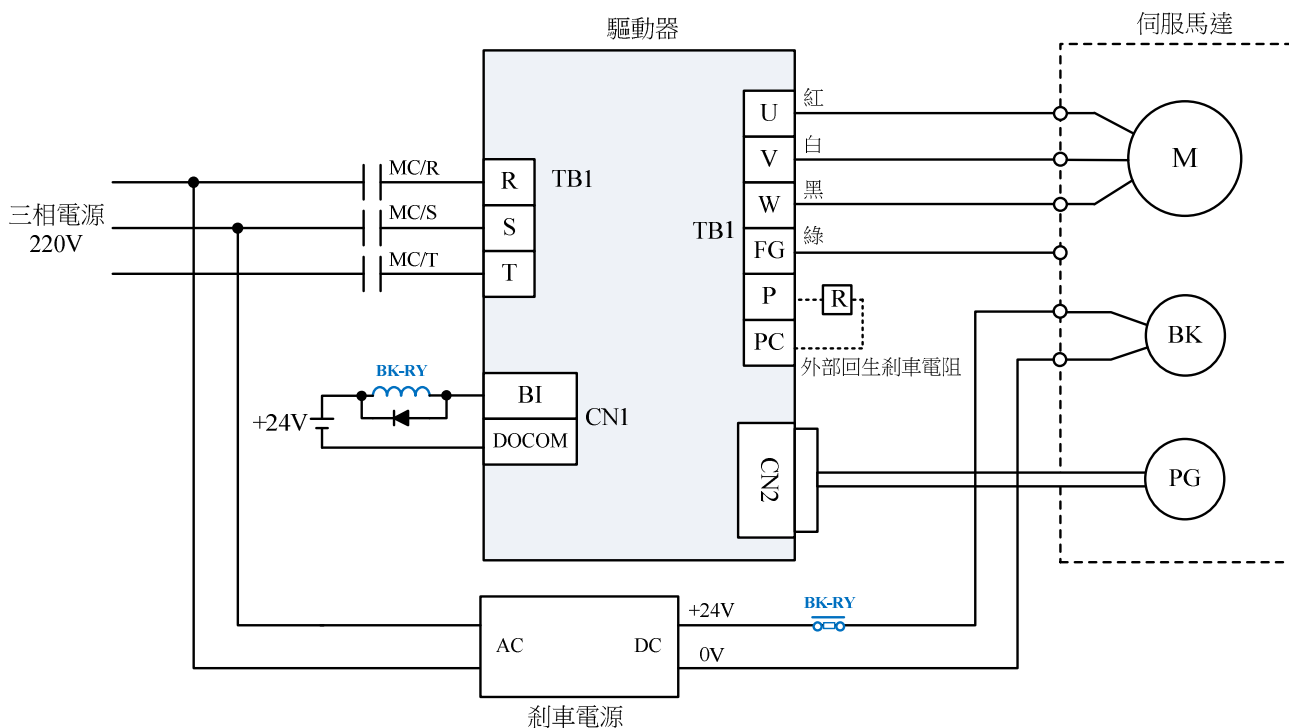 驅動器
伺服馬達
三相電源
220V
MC/R
MC/S
MC/T
R
S
T
TB1
TB1
U
V
W
FG
P
PC
紅
白
黑
綠
R
外部回生剎車電阻
M
BK
PG
BK-RY
+24V
BI
DOCOM
CN1
CN2
AC
DC
+24V
0V
BK-RY
剎車電源